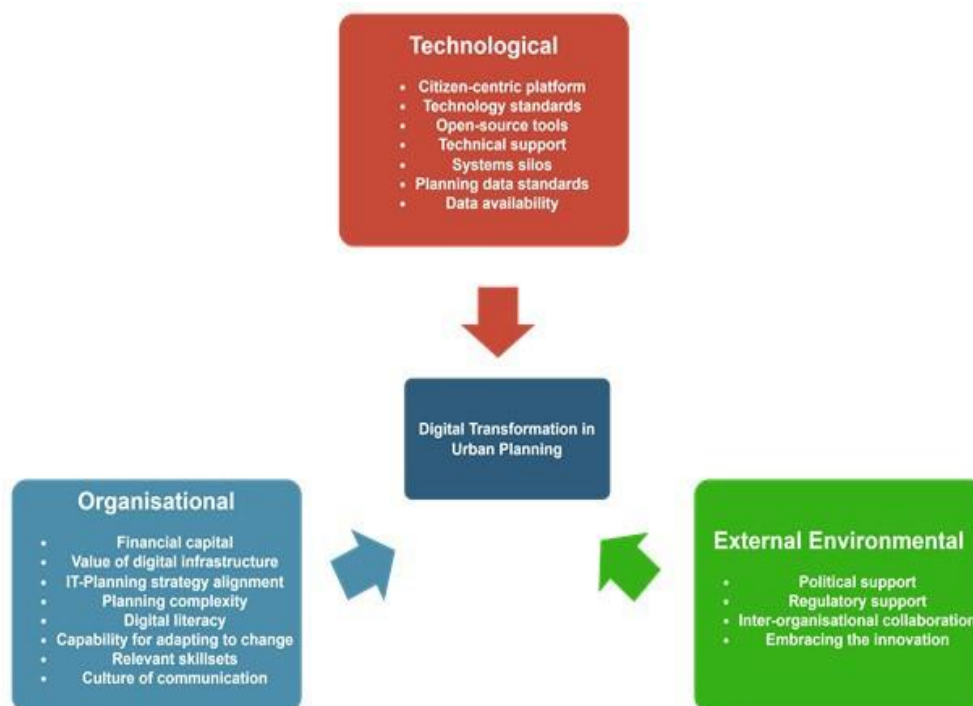 Technological
• Citizen-centric platform
• Technology standards
• Open-source tools
• Technical support
• Systems silos
• Planning data standards
• Data availability
Digital Transformation in
Urban Planning
Organisational
• Financial capital
• Value of digital infrastructure
• IT-Planning strategy alignment
• Planning complexity
• Digital literacy
• Capability for adapting to change
• Relevant skillsets
• Culture of communication
External Environmental
• Political support
• Regulatory support
• Inter-organisational collaboration
• Embracing the innovation